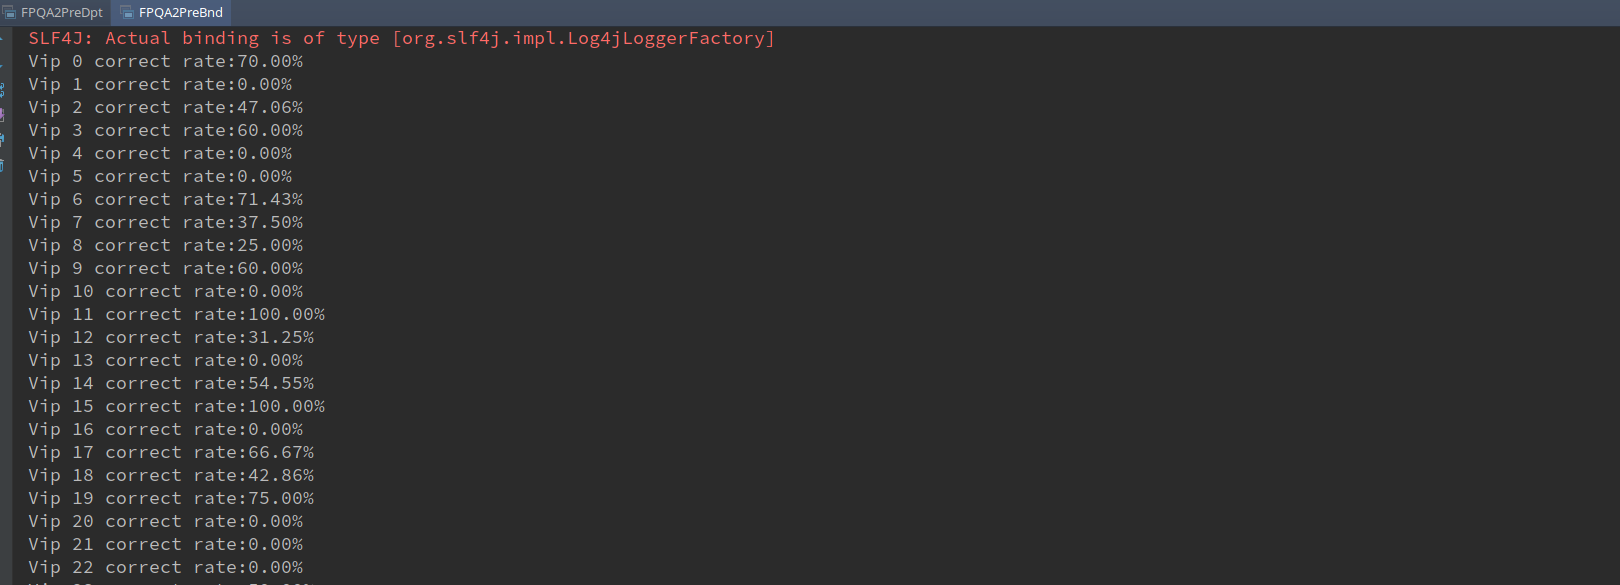 FPQA2PreDpt FPQA2PreBnd
SLF4J: Actual binding is of type [org.slf4j.impl.Log4jLoggerFactory]
Vip 0 correct rate:70.00%
Vip 1 correct rate:0.00%
Vip 2 correct rate:47.06%
Vip 3 correct rate:60.00%
Vip 4 correct rate:0.00%
Vip 5 correct rate:0.00%
Vip 6 correct rate:71.43%
Vip 7 correct rate:37.50%
Vip 8 correct rate:25.00%
Vip 9 correct rate:60.00%
Vip 10 correct rate:0.00%
Vip 11 correct rate:100.00%
Vip 12 correct rate:31.25%
Vip 13 correct rate:0.00%
Vip 14 correct rate:54.55%
Vip 15 correct rate:100.00%
Vip 16 correct rate:0.00%
Vip 17 correct rate:66.67%
Vip 18 correct rate:42.86%
Vip 19 correct rate:75.00%
Vip 20 correct rate:0.00%
Vip 21 correct rate:0.00%
Vip 22 correct rate:0.00%